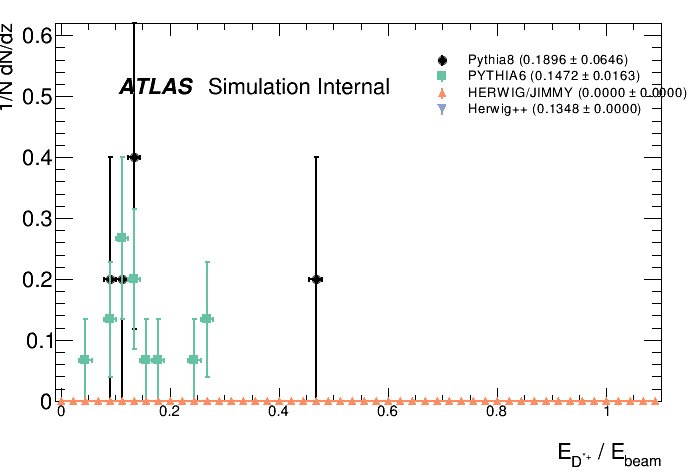 1/N dN/dz
0.6
0.5
0.4
0.3
0.2
0.1
0
ATLAS Simulation Internal
Pythia8 (0.1896 ± 0.0646)
PYTHIA6 (0.1472 ± 0.0163)
HERWIG/JIMMY (0.0000 ± 0.0000)
Herwig++ (0.1348 ± 0.0000)
0 0.2 0.4 0.6 0.8 1
E_D*+ / E_beam